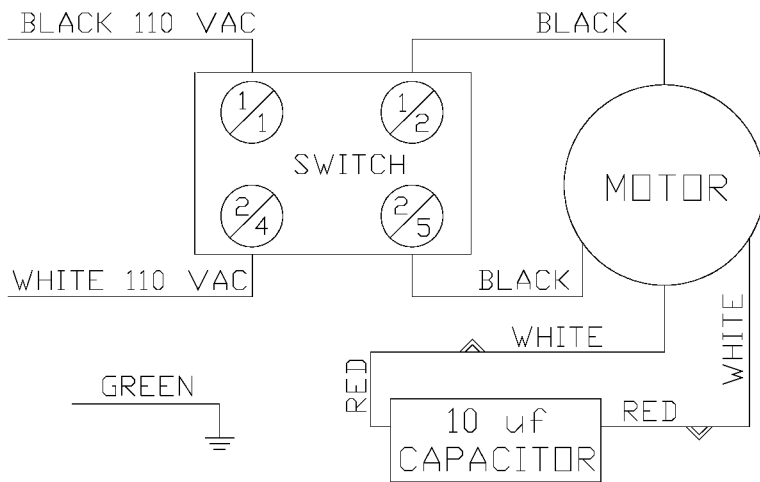 BLACK 110 VAC
BLACK
1/1
1/2
SWITCH
MOTOR
2/4
2/5
WHITE 110 VAC
BLACK
WHITE
WHITE
RED
GREEN
10 uf
CAPACITOR
RED